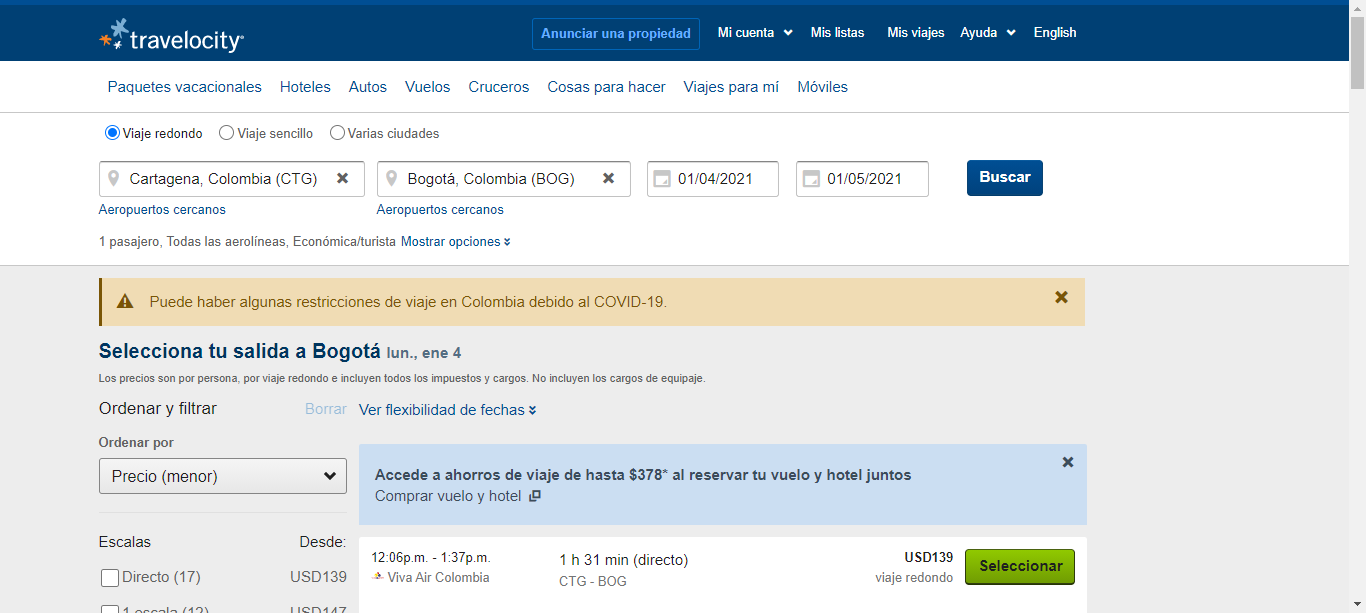 travelocity
Anunciar una propiedad
Mi cuenta
Mis listas
Mis viajes
Ayuda
English
Paquetes vacacionales
Hoteles
Autos
Vuelos
Cruceros
Cosas para hacer
Viajes para mí
Móviles
Viaje redondo
Viaje sencillo
Varias ciudades
Cartagena, Colombia (CTG)
Bogotá, Colombia (BOG)
01/04/2021
01/05/2021
Buscar
Aeropuertos cercanos
Aeropuertos cercanos
1 pasajero, Todas las aerolíneas, Económica/turista Mostrar opciones
Puede haber algunas restricciones de viaje en Colombia debido al COVID-19.
Selecciona tu salida a Bogotá lun., ene 4
Los precios son por persona, por viaje redondo e incluyen todos los impuestos y cargos. No incluyen los cargos de equipaje.
Ordenar y filtrar
Borrar
Ver flexibilidad de fechas
Ordenar por
Precio (menor)
Accede a ahorros de viaje de hasta $378* al reservar tu vuelo y hotel juntos
Comprar vuelo y hotel
Escalas
Desde:
Directo (17)
USD139
1 escala (12)
USD147
12:06p.m. - 1:37p.m.
Viva Air Colombia
1 h 31 min (directo)
CTG - BOG
USD139
viaje redondo
Seleccionar